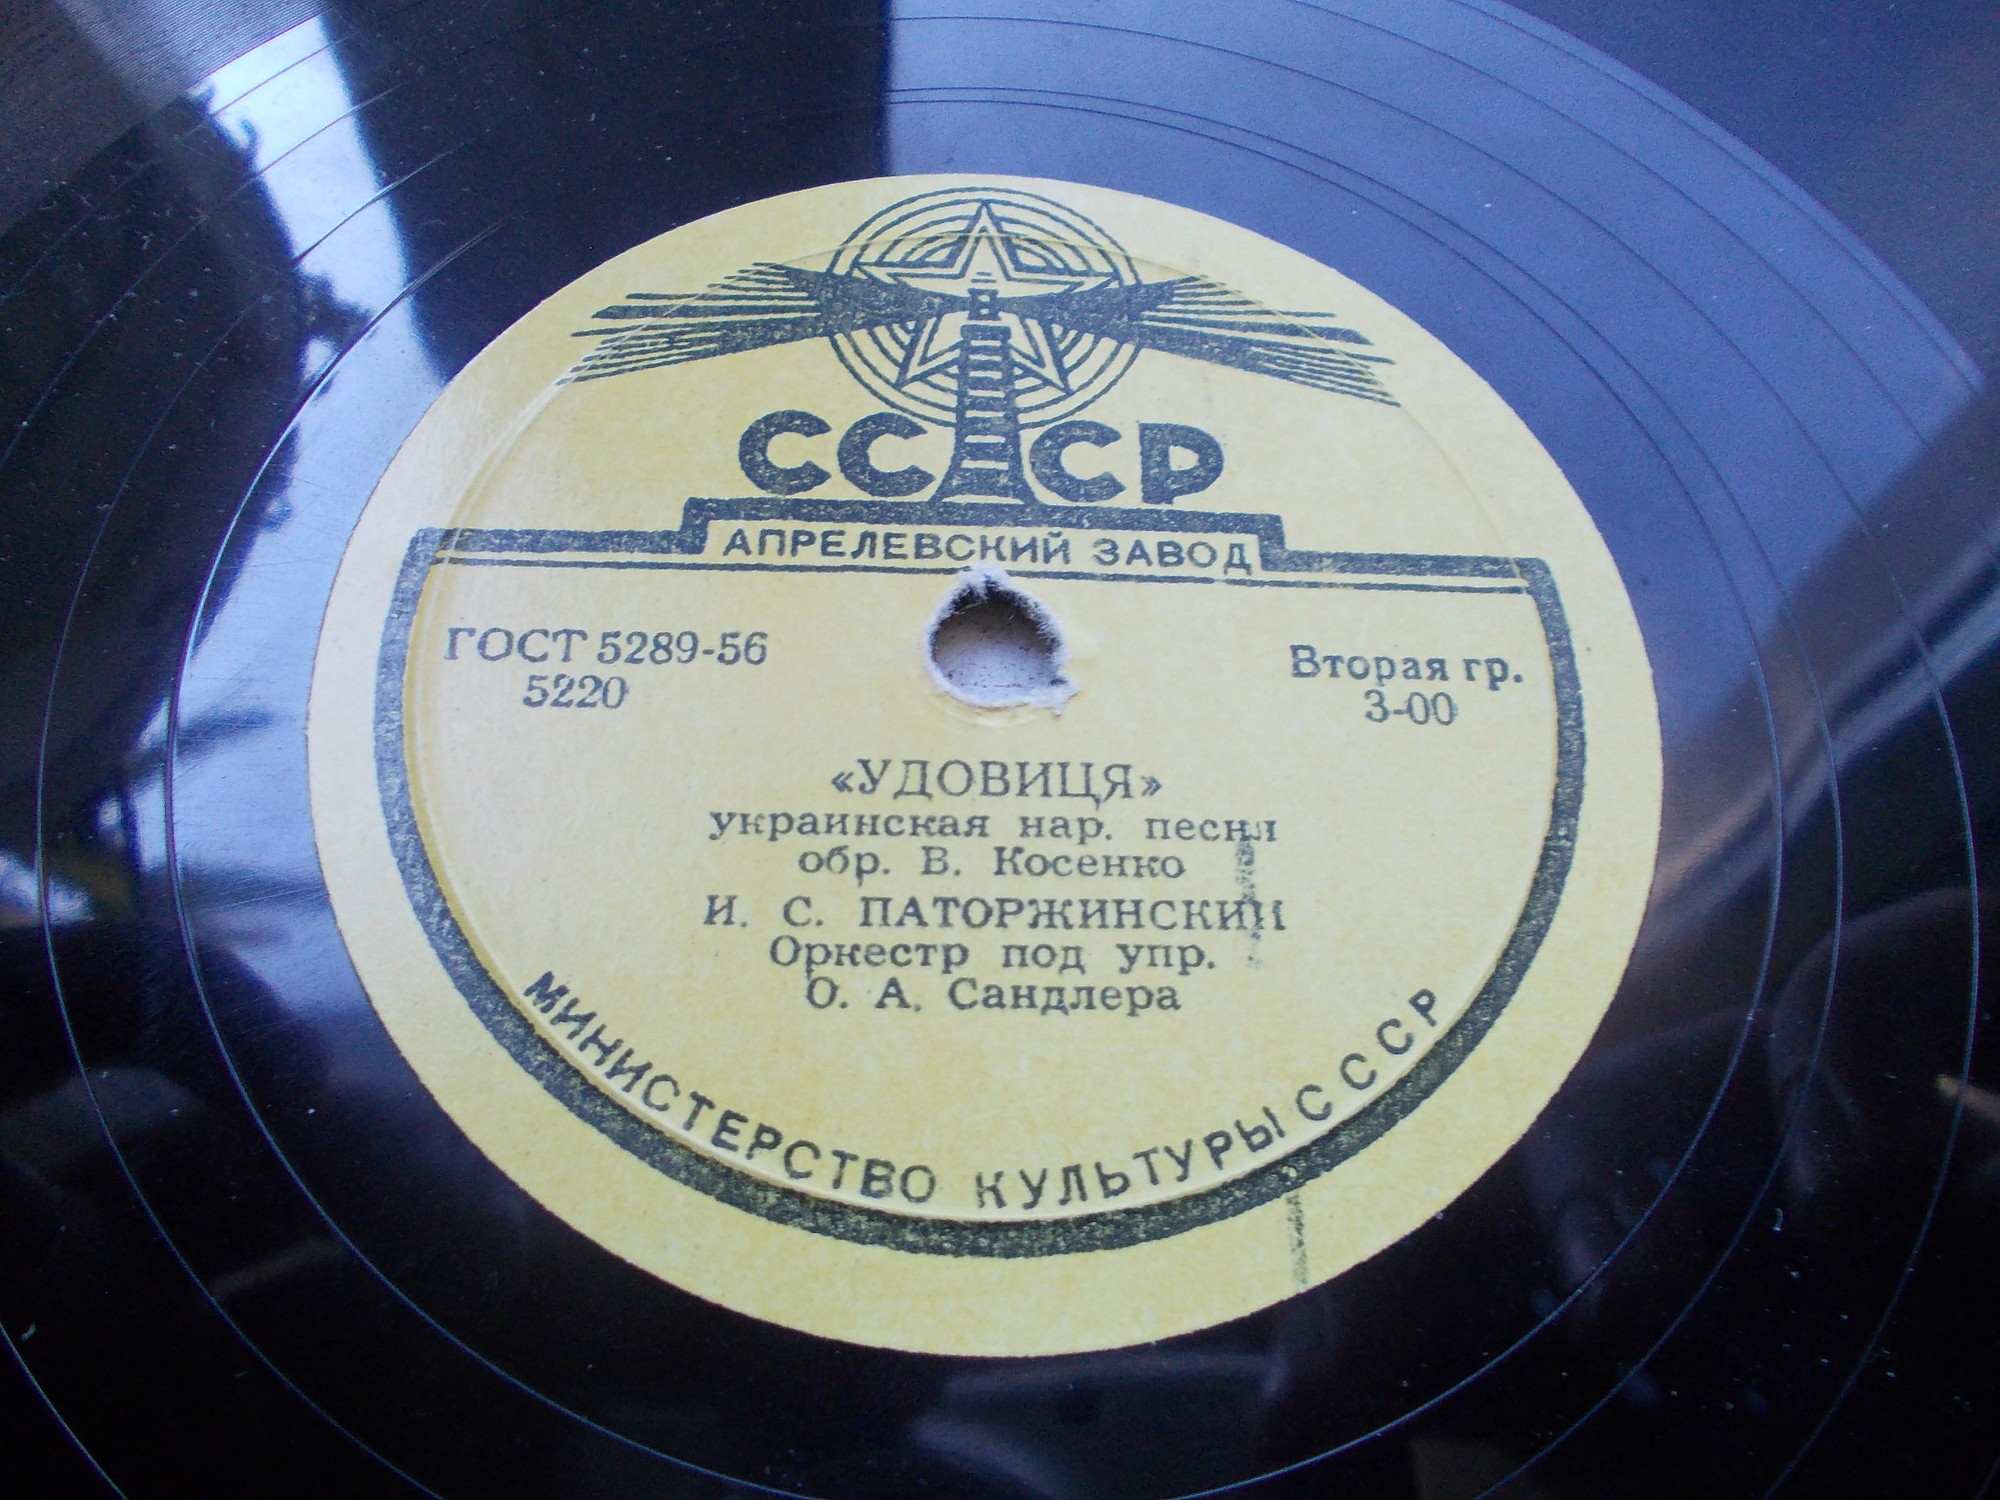 СССР
АПРЕЛЕВСКИЙ ЗАВОД
ГОСТ 5289-56
5220
Вторая гр.
3-00
«УДОВИЦЯ»
украинская нар. песня
обр. В. Косенко
И. С. ПАТОРЖИНСКИЙ
Оркестр под упр.
О. А. Сандлера
МИНИСТЕРСТВО КУЛЬТУРЫ СССР